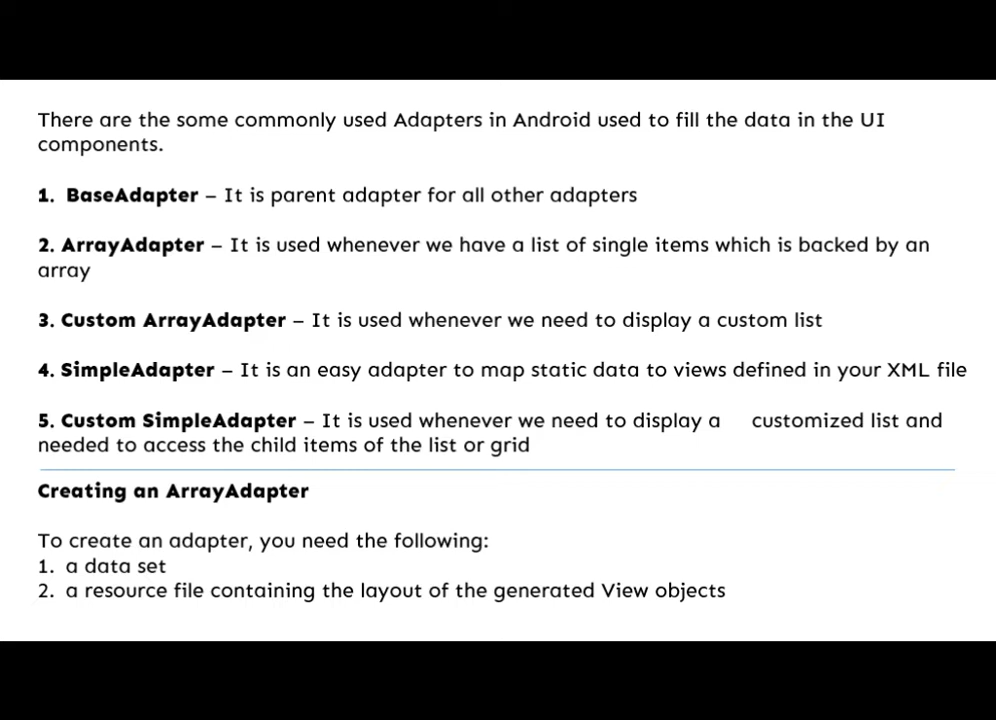 There are the some commonly used Adapters in Android used to fill the data in the UI
components.
1. BaseAdapter – It is parent adapter for all other adapters
2. ArrayAdapter – It is used whenever we have a list of single items which is backed by an
array
3. Custom ArrayAdapter – It is used whenever we need to display a custom list
4. SimpleAdapter – It is an easy adapter to map static data to views defined in your XML file
5. Custom SimpleAdapter – It is used whenever we need to display a customized list and
needed to access the child items of the list or grid
Creating an ArrayAdapter
To create an adapter, you need the following:
1. a data set
2. a resource file containing the layout of the generated View objects